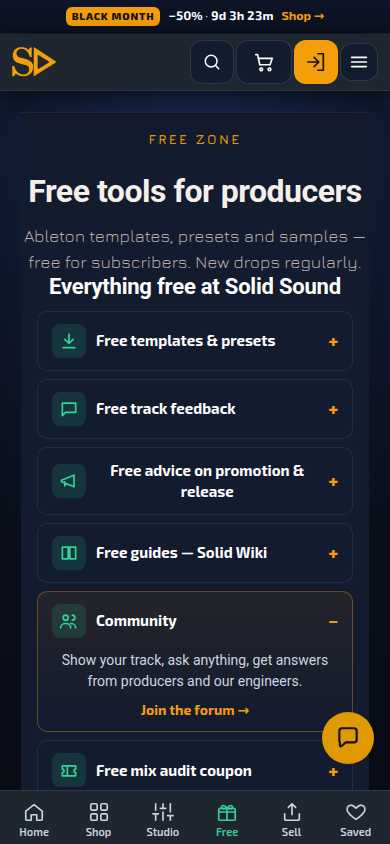 BLACK MONTH −50% · 9d 3h 23m Shop →
S
FREE ZONE
Free tools for producers
Ableton templates, presets and samples —
free for subscribers. New drops regularly.
Everything free at Solid Sound
Free templates & presets +
Free track feedback +
Free advice on promotion &
release +
Free guides — Solid Wiki +
Community −
Show your track, ask anything, get answers
from producers and our engineers.
Join the forum →
Free mix audit coupon +
Home Shop Studio Free Sell Saved